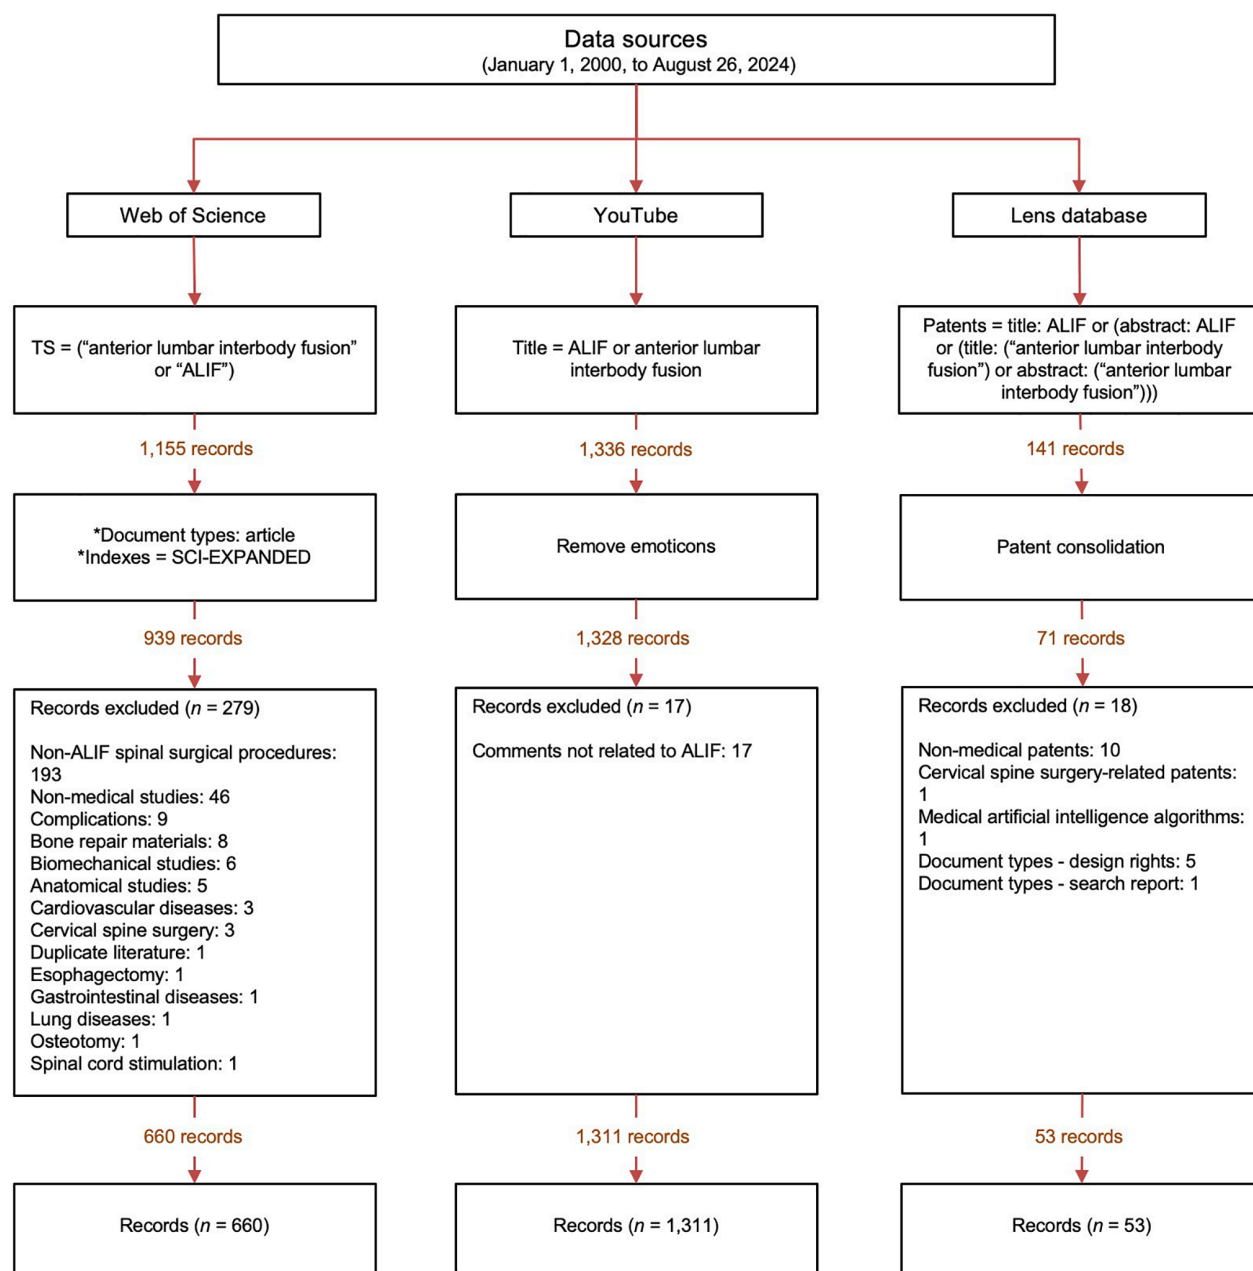 Data sources
(January 1, 2000, to August 26, 2024)
Web of Science
YouTube
Lens database
TS = (“anterior lumbar interbody fusion”
or “ALIF”)
Title = ALIF or anterior lumbar
interbody fusion
Patents = title: ALIF or (abstract: ALIF
or (title: (“anterior lumbar interbody
fusion”) or abstract: (“anterior lumbar
interbody fusion”)))
1,155 records
1,336 records
141 records
*Document types: article
*Indexes = SCI-EXPANDED
Remove emoticons
Patent consolidation
939 records
1,328 records
71 records
Records excluded (n = 279)
Non-ALIF spinal surgical procedures:
193
Non-medical studies: 46
Complications: 9
Bone repair materials: 8
Biomechanical studies: 6
Anatomical studies: 5
Cardiovascular diseases: 3
Cervical spine surgery: 3
Duplicate literature: 1
Esophagectomy: 1
Gastrointestinal diseases: 1
Lung diseases: 1
Osteotomy: 1
Spinal cord stimulation: 1
Records excluded (n = 17)
Comments not related to ALIF: 17
Records excluded (n = 18)
Non-medical patents: 10
Cervical spine surgery-related patents:
1
Medical artificial intelligence algorithms:
1
Document types - design rights: 5
Document types - search report: 1
660 records
1,311 records
53 records
Records (n = 660)
Records (n = 1,311)
Records (n = 53)